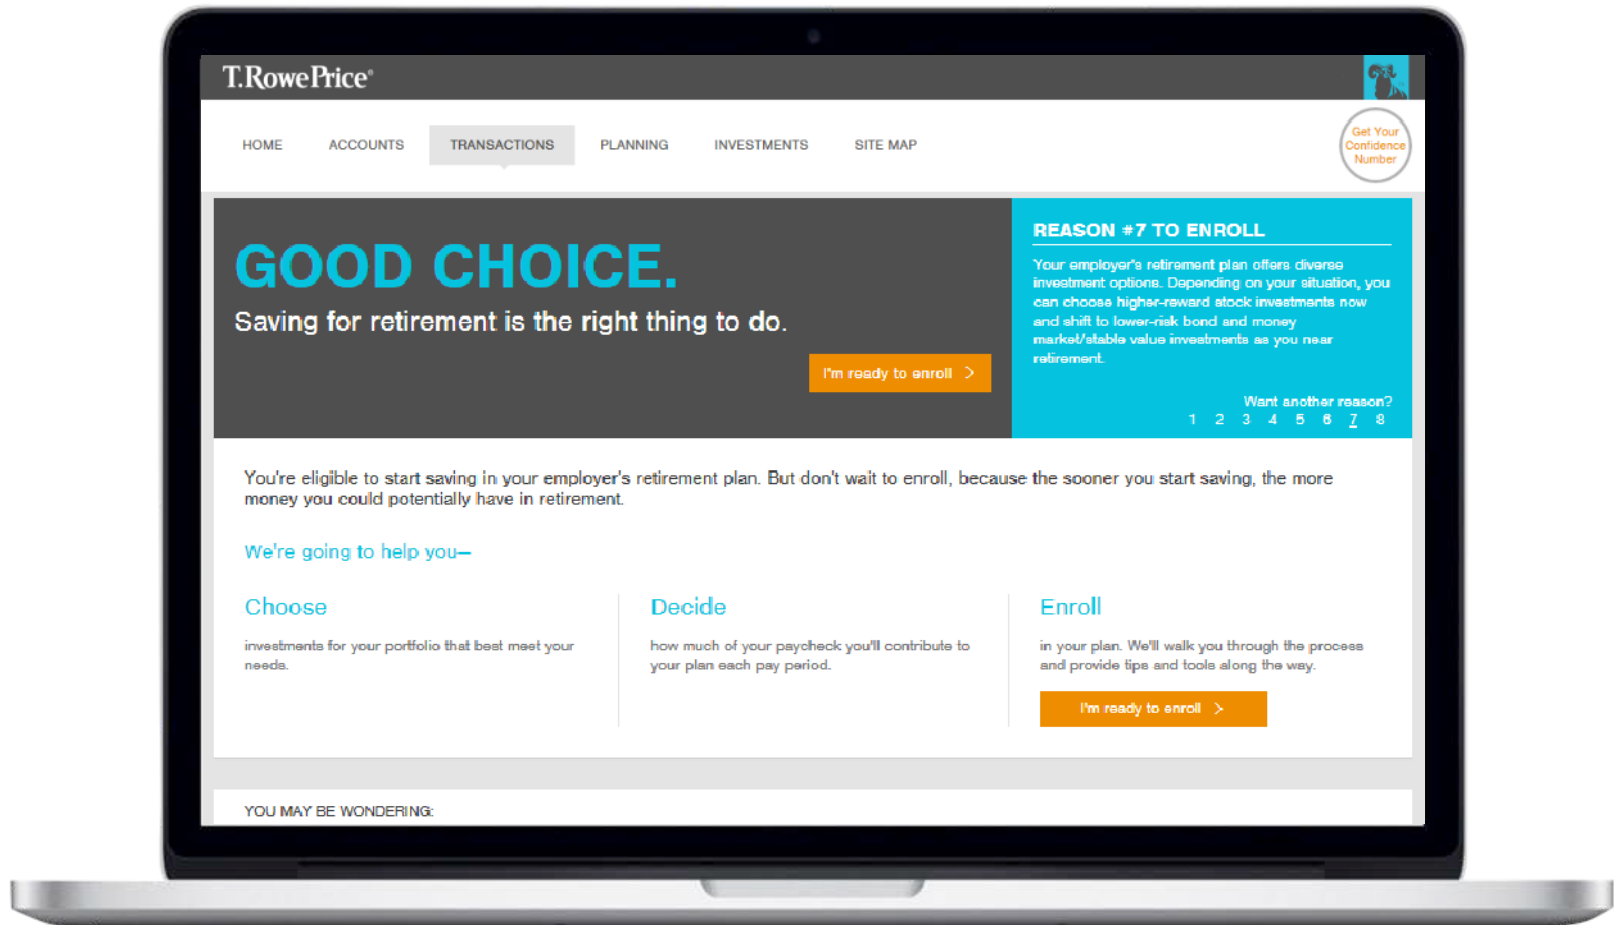 T.RowePrice®
HOME ACCOUNTS TRANSACTIONS PLANNING INVESTMENTS SITE MAP
Get Your
Confidence
Number
GOOD CHOICE.
Saving for retirement is the right thing to do.
I'm ready to enroll >
REASON #7 TO ENROLL
Your employer's retirement plan offers diverse
investment options. Depending on your situation, you
can choose higher-reward stock investments now
and shift to lower-risk bond and money
market/stable value investments as you near
retirement.
Want another reason?
1 2 3 4 5 6 7 8
You're eligible to start saving in your employer's retirement plan. But don't wait to enroll, because the sooner you start saving, the more
money you could potentially have in retirement.
We're going to help you—
Choose
investments for your portfolio that best meet your
needs.
Decide
how much of your paycheck you'll contribute to
your plan each pay period.
Enroll
in your plan. We'll walk you through the process
and provide tips and tools along the way.
I'm ready to enroll >
YOU MAY BE WONDERING: